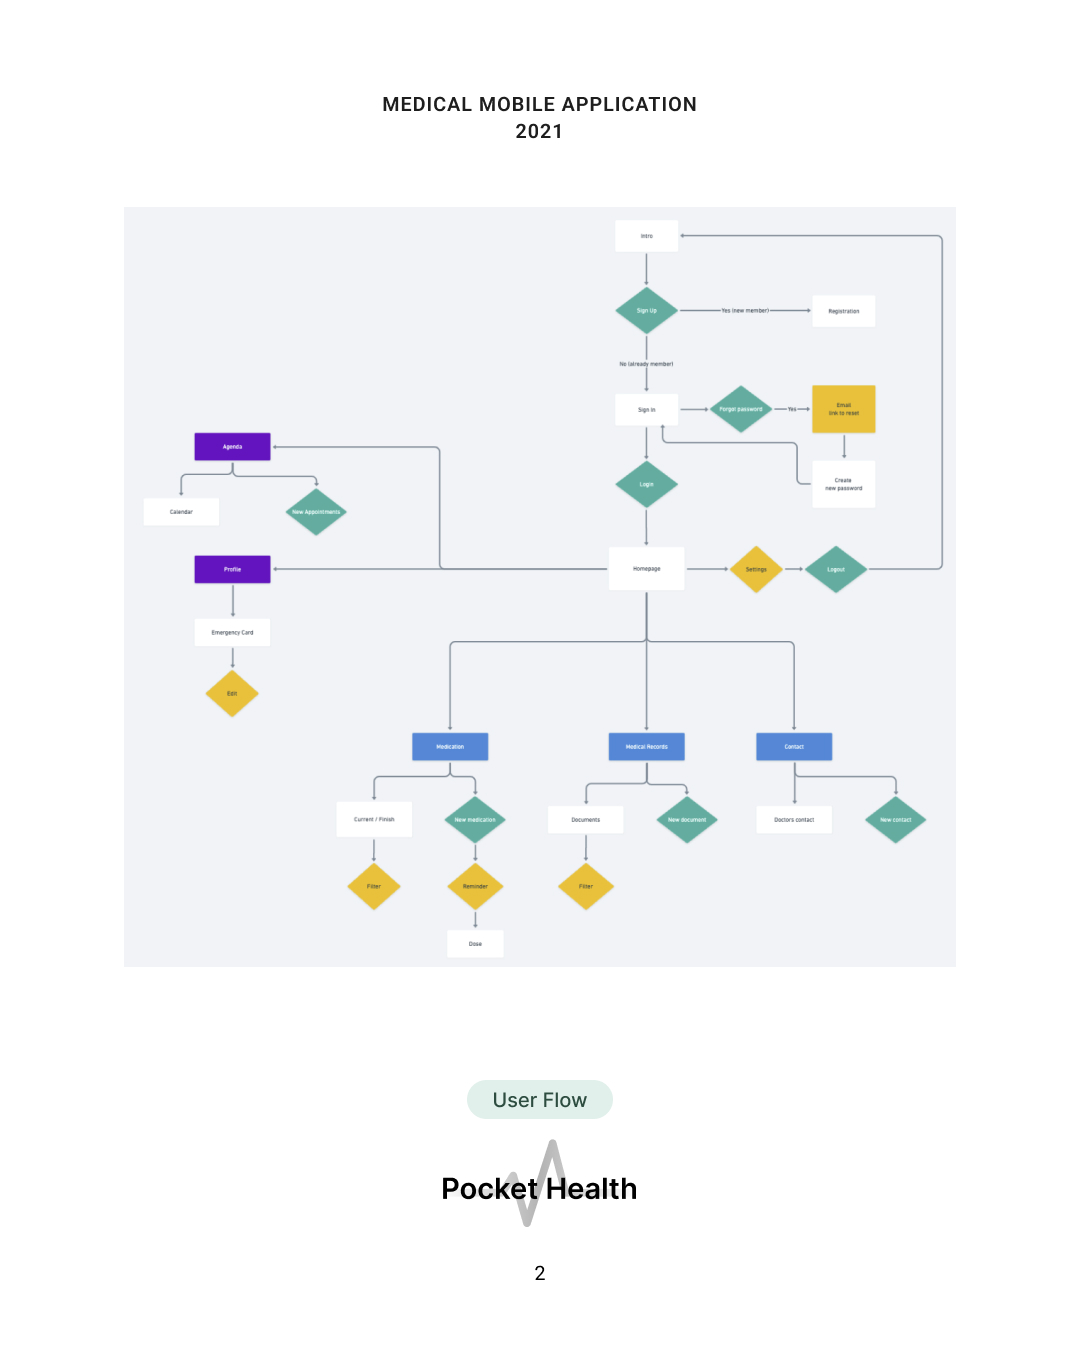 MEDICAL MOBILE APPLICATION
2021
Intro
Sign Up
Yes (new member)
Registration
No (already member)
Sign in
Forgot password
Yes
Email
link to reset
Agenda
Login
Create
new password
Calendar
New Appointments
Profile
Homepage
Settings
Logout
Emergency Card
Edit
Medication
Medical Records
Contact
Current / Finish
New medication
Documents
New document
Doctors contact
New contact
Filter
Reminder
Filter
Dose
User Flow
Pocket Health
2